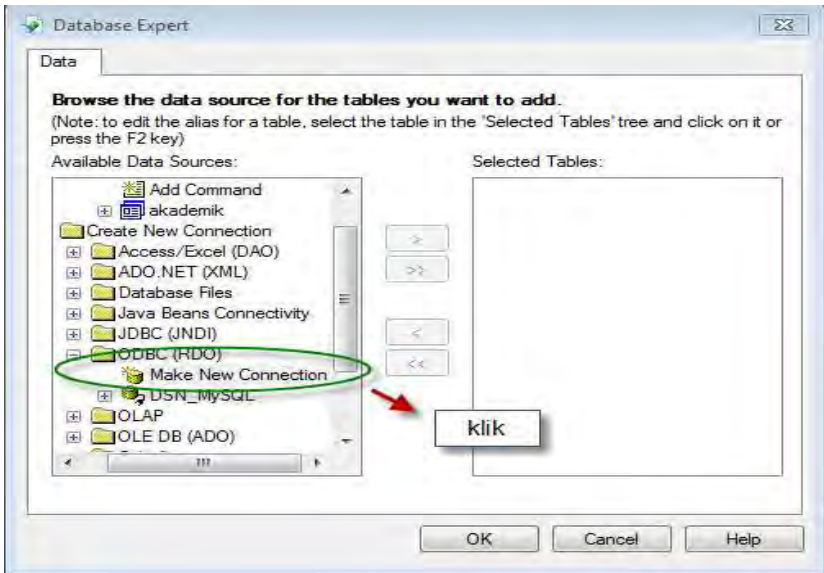 Database Expert
Data
Browse the data source for the tables you want to add.
(Note: to edit the alias for a table, select the table in the 'Selected Tables' tree and click on it or
press the F2 key)
Available Data Sources:
Selected Tables:
Add Command
akademik
Create New Connection
Access/Excel (DAO)
ADO.NET (XML)
Database Files
Java Beans Connectivity
JDBC (JNDI)
ODBC (RDO)
Make New Connection
DSN_MySQL
OLAP
OLE DB (ADO)
>
>>
<
<<
klik
OK
Cancel
Help